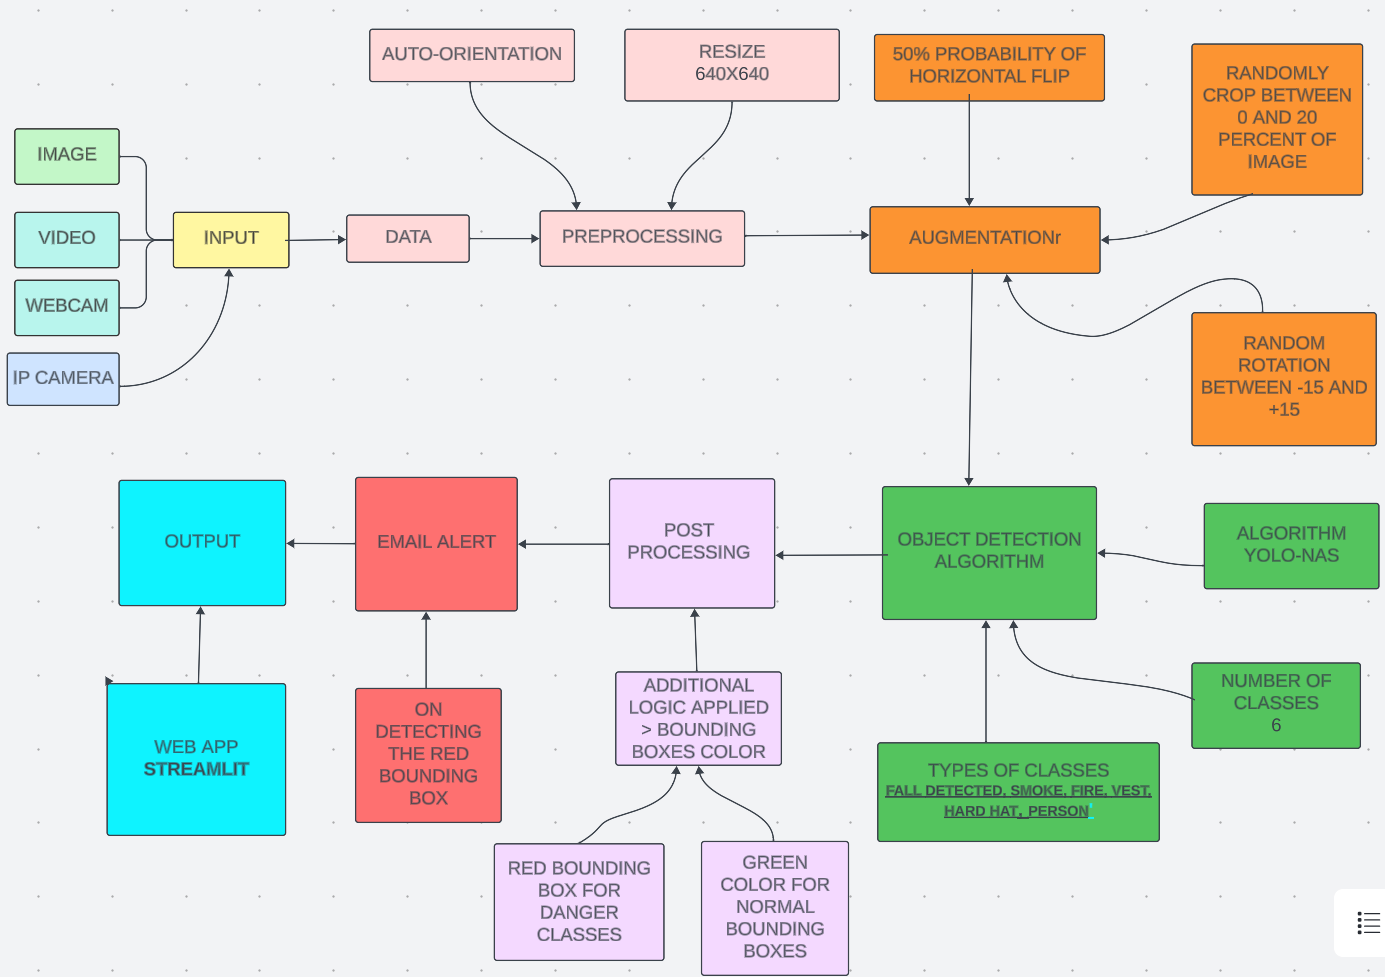 AUTO-ORIENTATION
RESIZE
640X640
50% PROBABILITY OF
HORIZONTAL FLIP
RANDOMLY
CROP BETWEEN
0 AND 20
PERCENT OF
IMAGE
IMAGE
VIDEO
WEBCAM
IP CAMERA
INPUT
DATA
PREPROCESSING
AUGMENTATIONr
RANDOM
ROTATION
BETWEEN -15 AND
+15
OUTPUT
EMAIL ALERT
POST
PROCESSING
OBJECT DETECTION
ALGORITHM
ALGORITHM
YOLO-NAS
WEB APP
STREAMLIT
ON
DETECTING
THE RED
BOUNDING
BOX
ADDITIONAL
LOGIC APPLIED
> BOUNDING
BOXES COLOR
NUMBER OF
CLASSES
6
TYPES OF CLASSES
FALL DETECTED, SMOKE, FIRE, VEST,
HARD HAT, PERSON'
RED BOUNDING
BOX FOR
DANGER
CLASSES
GREEN
COLOR FOR
NORMAL
BOUNDING
BOXES